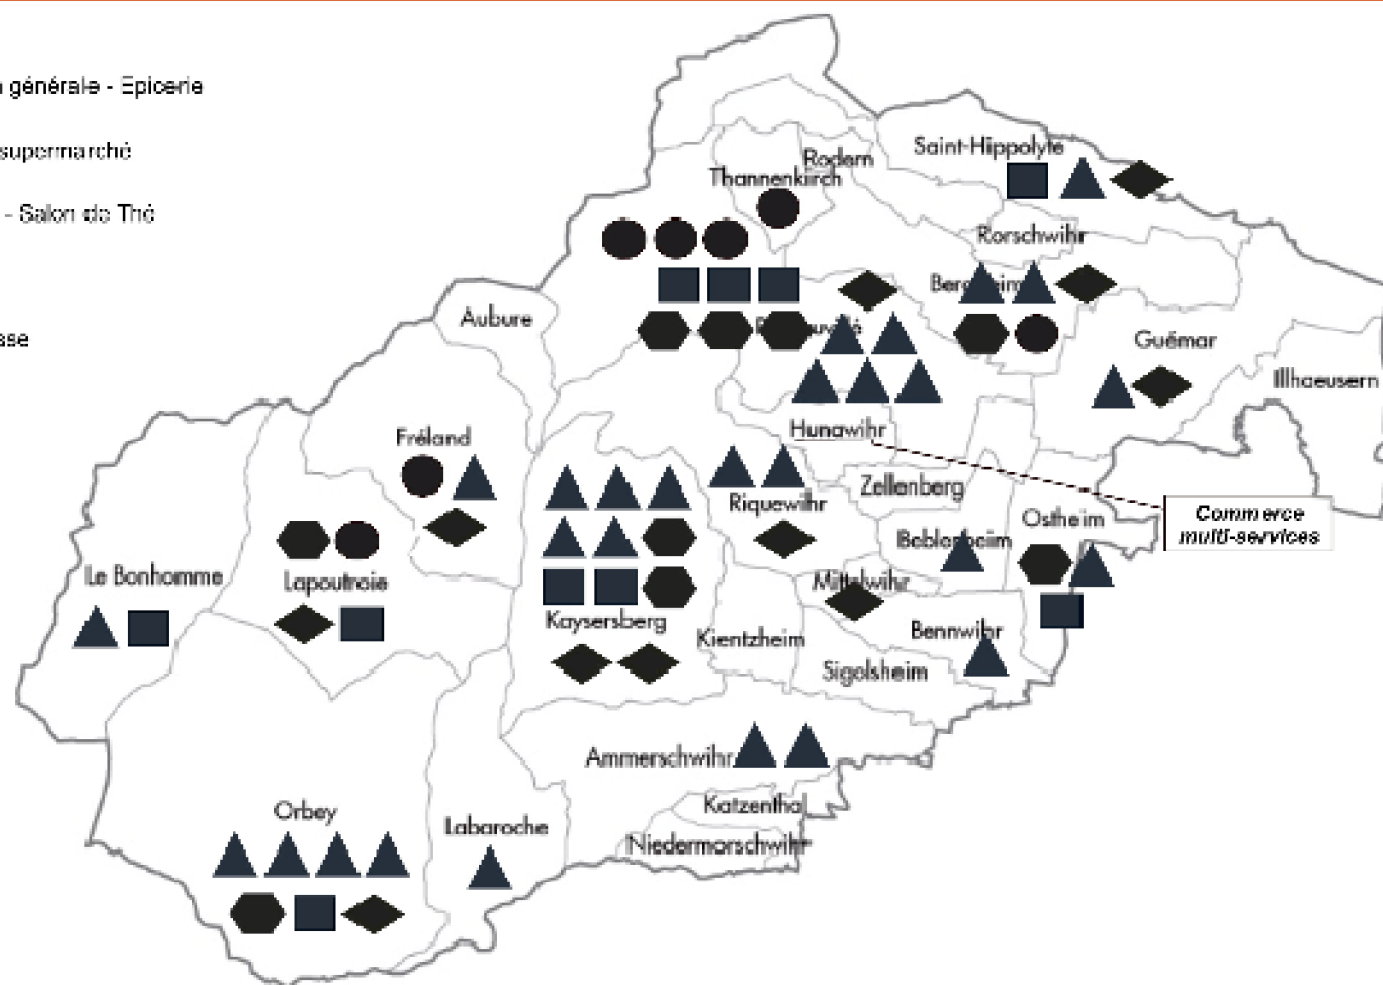 générale - Epicerie
supermarché
- Salon de Thé
sse
Saint-Hippolyte
Rodern
Thannenkirch
Rorschwihr
Aubure
Guémar
Illhaeusern
Hunawihr
Fréland
Zellenberg
Riquewihr
Ostheim
Commerce
multi-services
Le Bonhomme
Lapoutroie
Mittelwihr
Kaysersberg
Kientzheim
Bennwihr
Sigolsheim
Ammerschwihr
Katzenthal
Orbey
Labaroche
Niedermorschwihr